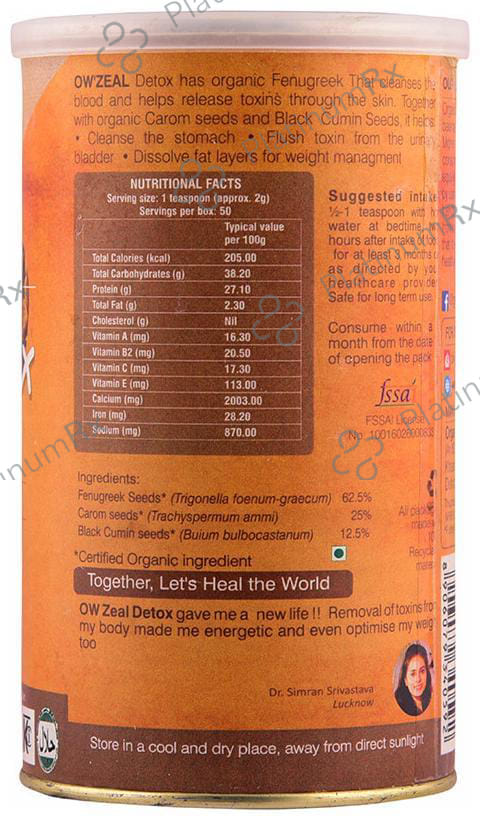 OW'ZEAL Detox has organic Fenugreek That cleanses the
blood and helps release toxins through the skin. Together
with organic Carom seeds and Black Cumin Seeds, it helps
• Cleanse the stomach • Flush toxin from the urinary
bladder • Dissolve fat layers for weight managment
NUTRITIONAL FACTS
Serving size: 1 teaspoon (approx. 2g)
Servings per box: 50
Typical value
per 100g
Total Calories (kcal) 205.00
Total Carbohydrates (g) 38.20
Protein (g) 27.10
Total Fat (g) 2.30
Cholesterol (g) Nil
Vitamin A (mg) 16.30
Vitamin B2 (mg) 20.50
Vitamin C (mg) 17.30
Vitamin E (mg) 113.00
Calcium (mg) 2003.00
Iron (mg) 28.20
Sodium (mg) 870.00
Suggested intake
½-1 teaspoon with
water at bedtime,
hours after intake of
for at least 3 months
as directed by you
healthcare provide
Safe for long term use
Consume within a
month from the date
of opening the pack
fssai
FSSAI License
No.
Ingredients:
Fenugreek Seeds* (Trigonella foenum-graecum) 62.5%
Carom seeds* (Trachyspermum ammi) 25%
Black Cumin seeds* (Buium bulbocastanum) 12.5%
*Certified Organic ingredient
All
made
Together, Let's Heal the World
OW Zeal Detox gave me a new life !! Removal of toxins from
my body made me energetic and even optimise my weig
too
Dr. Simran Srivastava
Lucknow
حلال
Store in a cool and dry place, away from direct sunlight
PlatinumRx